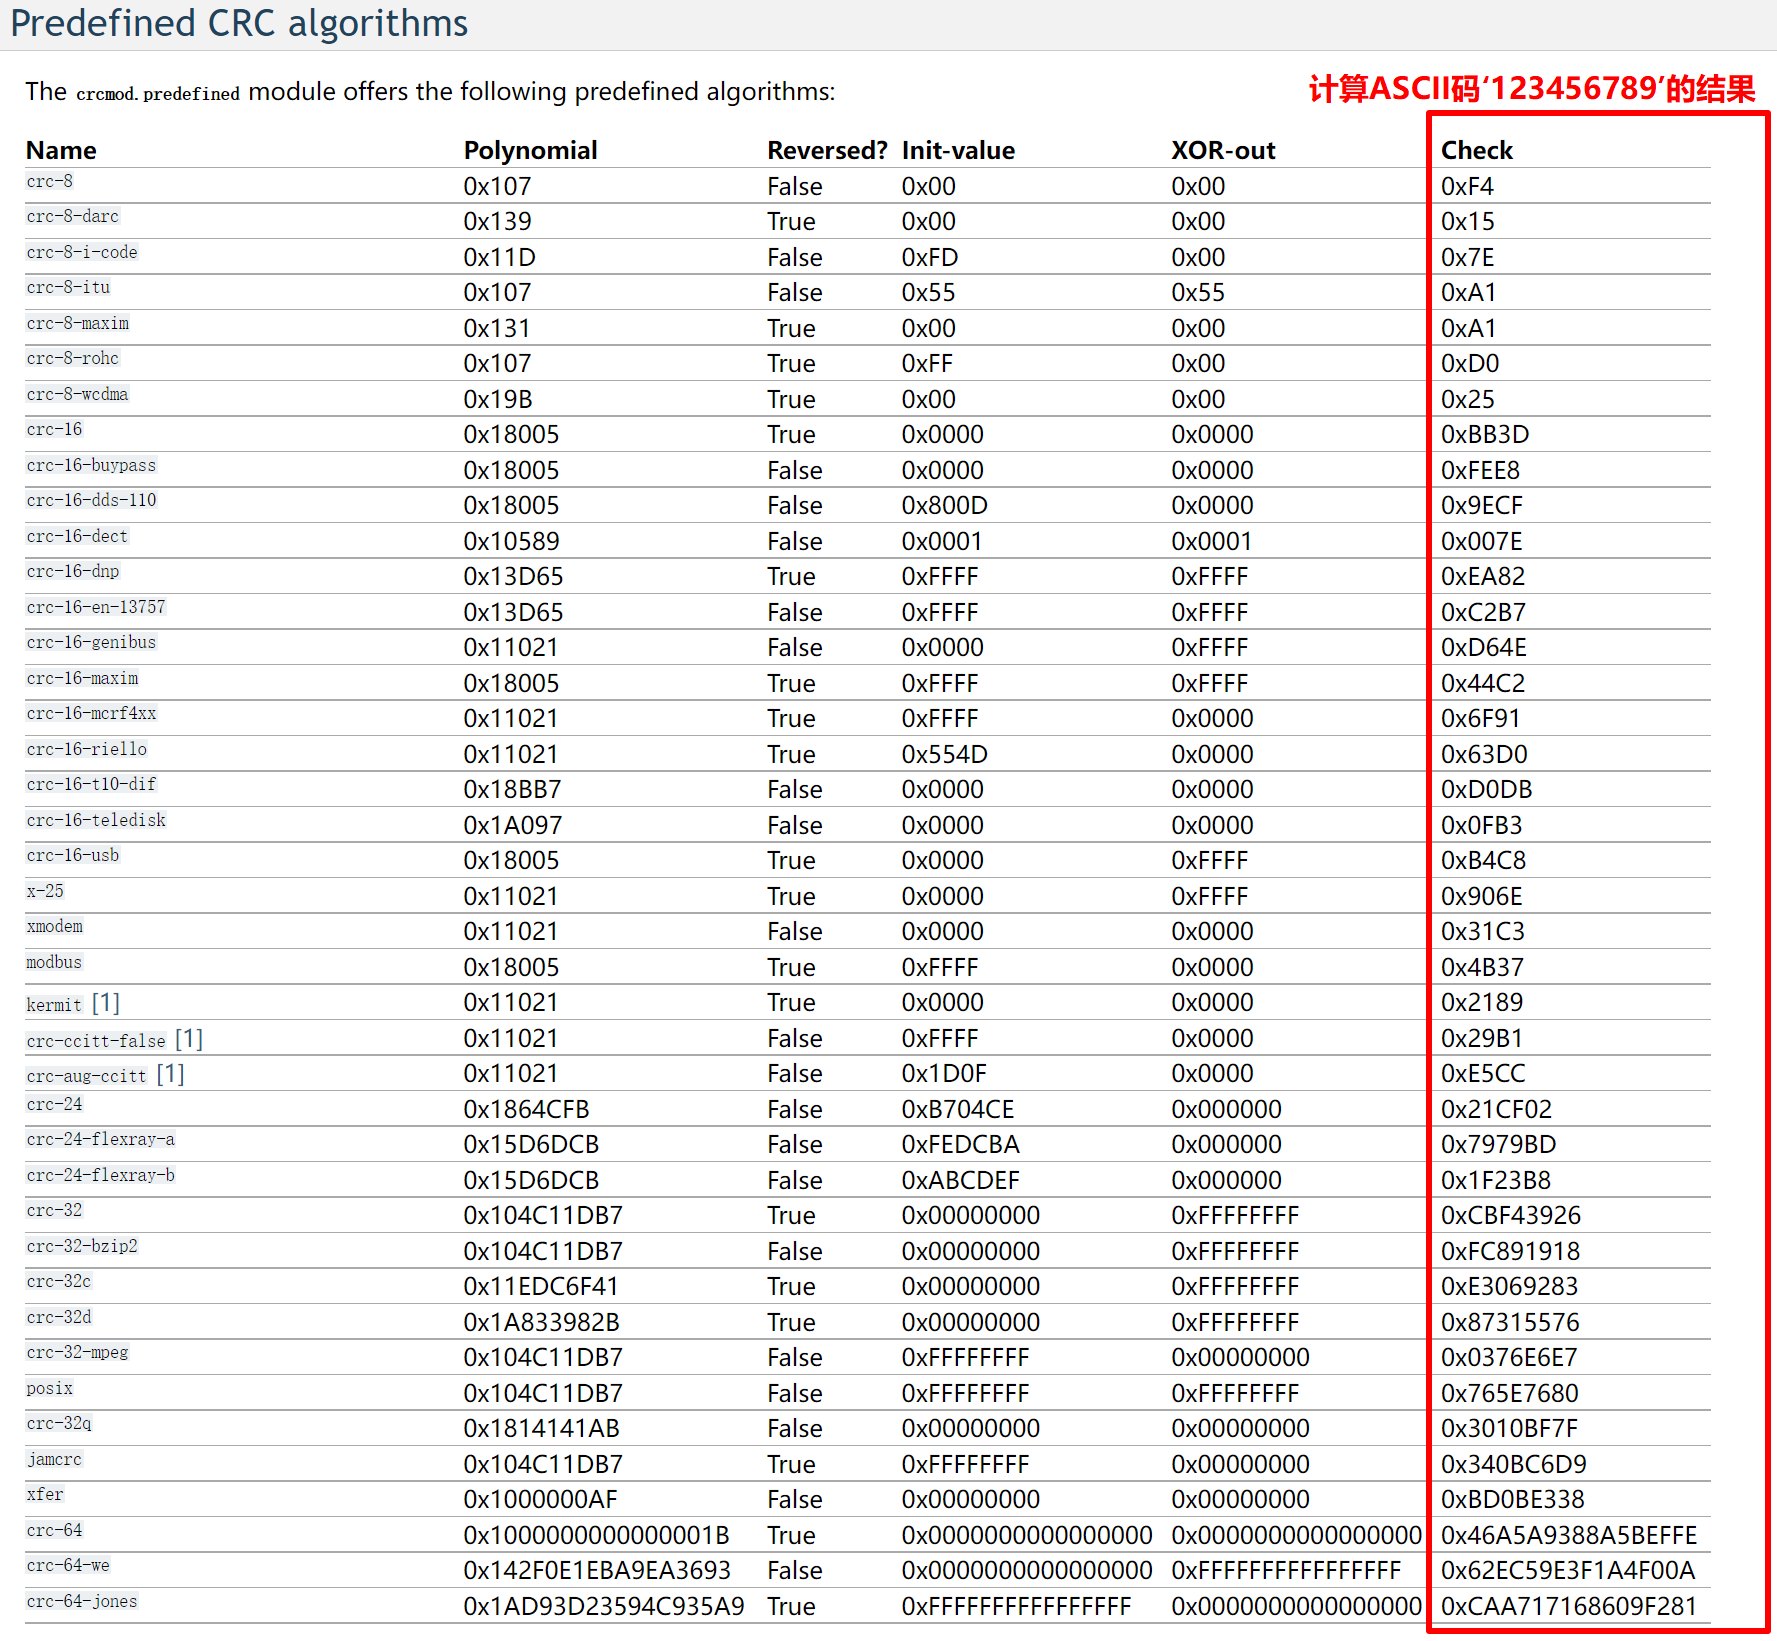 Predefined CRC algorithms
The crcmod.predefined module offers the following predefined algorithms:
计算ASCII码‘123456789’的结果
Name Polynomial Reversed? Init-value XOR-out Check
crc-8 0x107 False 0x00 0x00 0xF4
crc-8-darc 0x139 True 0x00 0x00 0x15
crc-8-i-code 0x11D False 0xFD 0x00 0x7E
crc-8-itu 0x107 False 0x55 0x55 0xA1
crc-8-maxim 0x131 True 0x00 0x00 0xA1
crc-8-rohc 0x107 True 0xFF 0x00 0xD0
crc-8-wcdma 0x19B True 0x00 0x00 0x25
crc-16 0x18005 True 0x0000 0x0000 0xBB3D
crc-16-buypass 0x18005 False 0x0000 0x0000 0xFEE8
crc-16-dds-110 0x18005 False 0x800D 0x0000 0x9ECF
crc-16-dect 0x10589 False 0x0001 0x0001 0x007E
crc-16-dnp 0x13D65 True 0xFFFF 0xFFFF 0xEA82
crc-16-en-13757 0x13D65 False 0xFFFF 0xFFFF 0xC2B7
crc-16-genibus 0x11021 False 0x0000 0xFFFF 0xD64E
crc-16-maxim 0x18005 True 0xFFFF 0xFFFF 0x44C2
crc-16-mcrf4xx 0x11021 True 0xFFFF 0x0000 0x6F91
crc-16-riello 0x11021 True 0x554D 0x0000 0x63D0
crc-16-t10-dif 0x18BB7 False 0x0000 0x0000 0xD0DB
crc-16-teledisk 0x1A097 False 0x0000 0x0000 0x0FB3
crc-16-usb 0x18005 True 0x0000 0xFFFF 0xB4C8
x-25 0x11021 True 0x0000 0xFFFF 0x906E
xmodem 0x11021 False 0x0000 0x0000 0x31C3
modbus 0x18005 True 0xFFFF 0x0000 0x4B37
kermit [1] 0x11021 True 0x0000 0x0000 0x2189
crc-ccitt-false [1] 0x11021 False 0xFFFF 0x0000 0x29B1
crc-aug-ccitt [1] 0x11021 False 0x1D0F 0x0000 0xE5CC
crc-24 0x1864CFB False 0xB704CE 0x000000 0x21CF02
crc-24-flexray-a 0x15D6DCB False 0xFEDCBA 0x000000 0x7979BD
crc-24-flexray-b 0x15D6DCB False 0xABCDEF 0x000000 0x1F23B8
crc-32 0x104C11DB7 True 0x00000000 0xFFFFFFFF 0xCBF43926
crc-32-bzip2 0x104C11DB7 False 0x00000000 0xFFFFFFFF 0xFC891918
crc-32c 0x11EDC6F41 True 0x00000000 0xFFFFFFFF 0xE3069283
crc-32d 0x1A833982B True 0x00000000 0xFFFFFFFF 0x87315576
crc-32-mpeg 0x104C11DB7 False 0xFFFFFFFF 0x00000000 0x0376E6E7
posix 0x104C11DB7 False 0xFFFFFFFF 0xFFFFFFFF 0x765E7680
crc-32q 0x1814141AB False 0x00000000 0x00000000 0x3010BF7F
jamcrc 0x104C11DB7 True 0xFFFFFFFF 0x00000000 0x340BC6D9
xfer 0x1000000AF False 0x00000000 0x00000000 0xBD0BE338
crc-64 0x1000000000000001B True 0x0000000000000000 0x0000000000000000 0x46A5A9388A5BEFFE
crc-64-we 0x142F0E1EBA9EA3693 False 0x0000000000000000 0xFFFFFFFFFFFFFFFF 0x62EC59E3F1A4F00A
crc-64-jones 0x1AD93D23594C935A9 True 0xFFFFFFFFFFFFFFFF 0x0000000000000000 0xCAA717168609F281